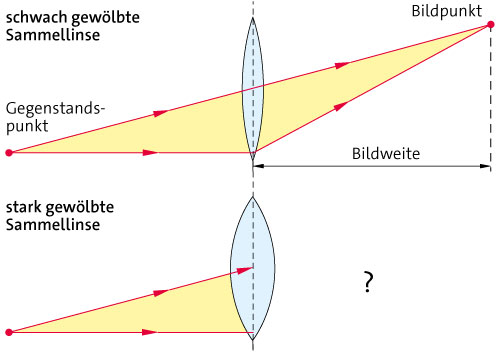 schwach gewölbte
Sammellinse
Bildpunkt
Gegenstands-
punkt
Bildweite
stark gewölbte
Sammellinse
?